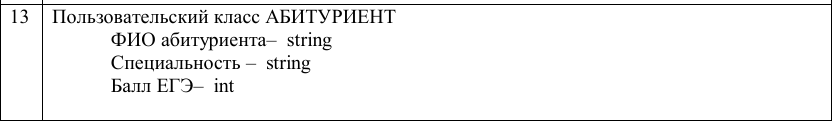 13 Пользовательский класс АБИТУРИЕНТ
ФИО абитуриента– string
Специальность – string
Балл ЕГЭ– int